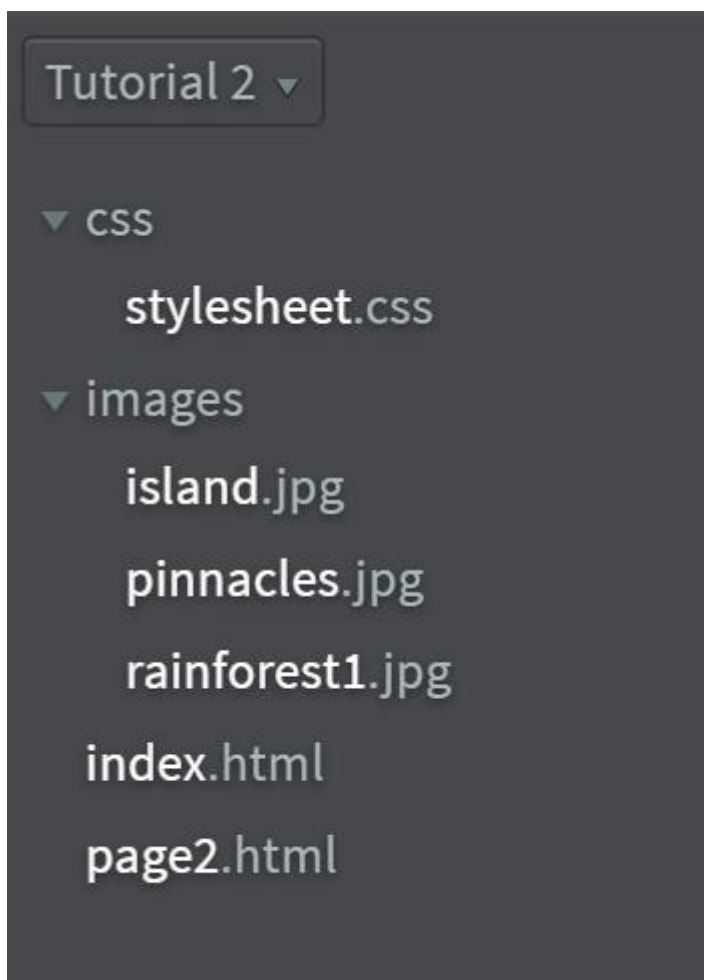 Tutorial 2
css
stylesheet.css
images
island.jpg
pinnacles.jpg
rainforest1.jpg
index.html
page2.html